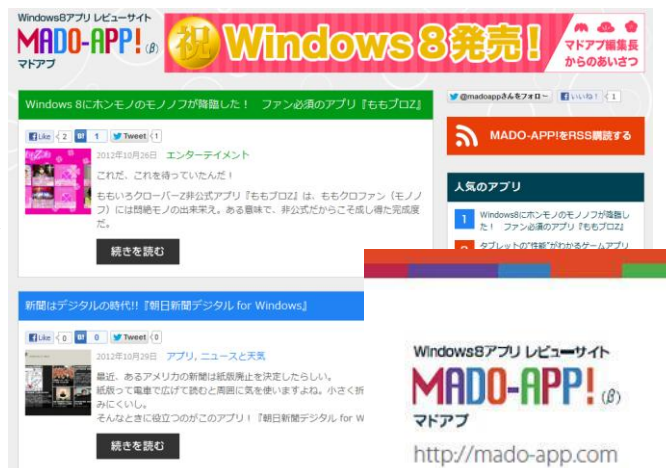 Windows8アプリ レビューサイト
MADO-APP! (β)
マドアプ
祝 Windows 8発売!
マドアプ編集長
からのあいさつ
Windows 8にホンモノのモノノフが降臨した! ファン必須のアプリ『ももプロZ』
Like 2 B! 1 Tweet 1
2012年10月26日 エンターテイメント
これだ、これを待っていたんだ!
ももいろクローバーZ非公式アプリ『ももプロZ』は、ももクロファン(モノノ
フ)には悶絶モノの出来栄え。ある意味で、非公式だからこそ成し得た完成度
だ。
続きを読む
新聞はデジタルの時代!!『朝日新聞デジタル for Windows』
Like 0 B! 0 Tweet 0
2012年10月29日 アプリ, ニュースと天気
最近、あるアメリカの新聞は紙版廃止を決定したらしい。
紙版って電車で広げて読むと周囲に気を使いますよね。小さく折
みにくいし。
そんなときに役立つのがこのアプリ!『朝日新聞デジタル for W
続きを読む
@madoappさんをフォロー いいね! 1
MADO-APP!をRSS購読する
人気のアプリ
1 Windows8にホンモノのモノノフが降臨し
た! ファン必須のアプリ『ももプロZ』
2 タブレットの"性能"がわかるゲームアプリ
Windows8アプリ レビューサイト
MADO-APP! (β)
マドアプ
http://mado-app.com